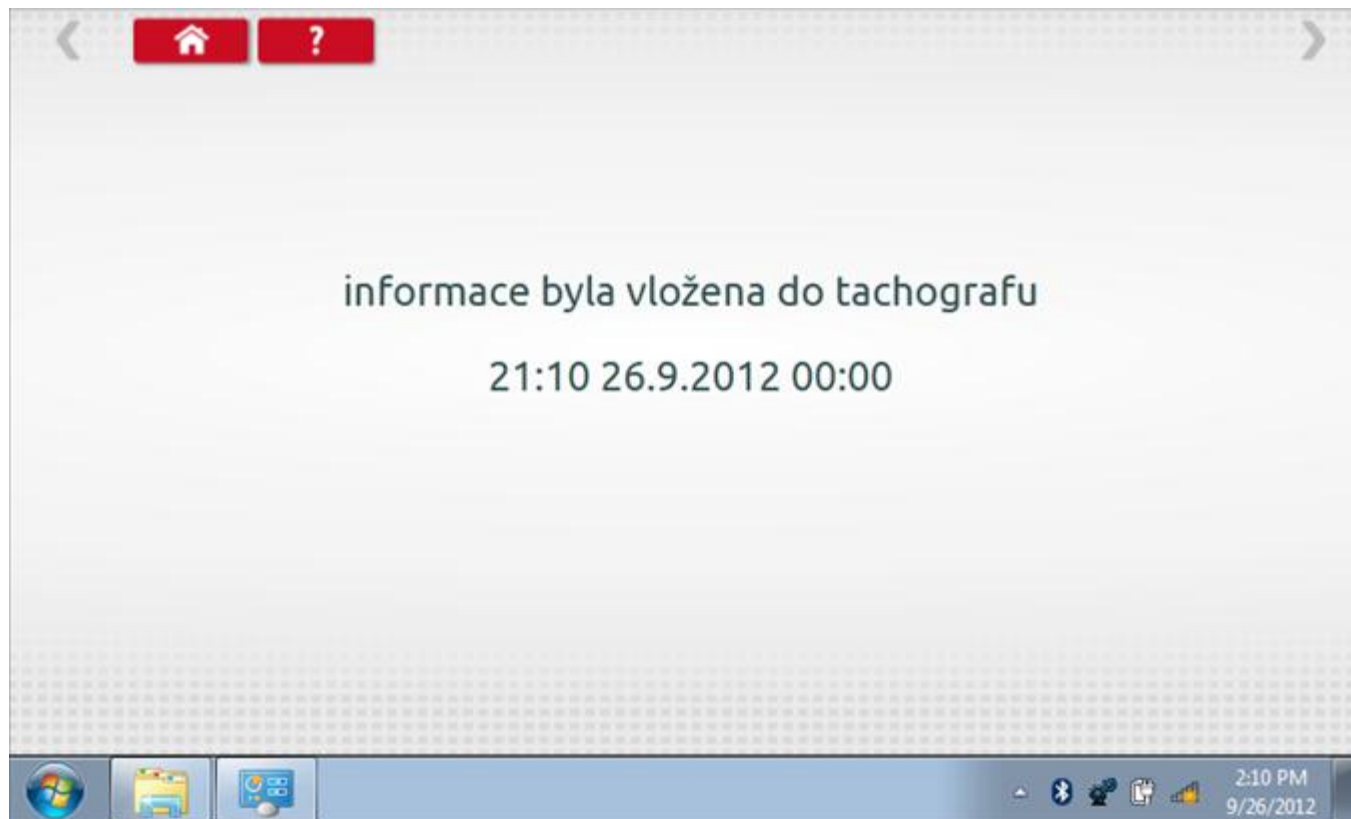 ?
informace byla vložena do tachografu
21:10 26.9.2012 00:00
2:10 PM
9/26/2012